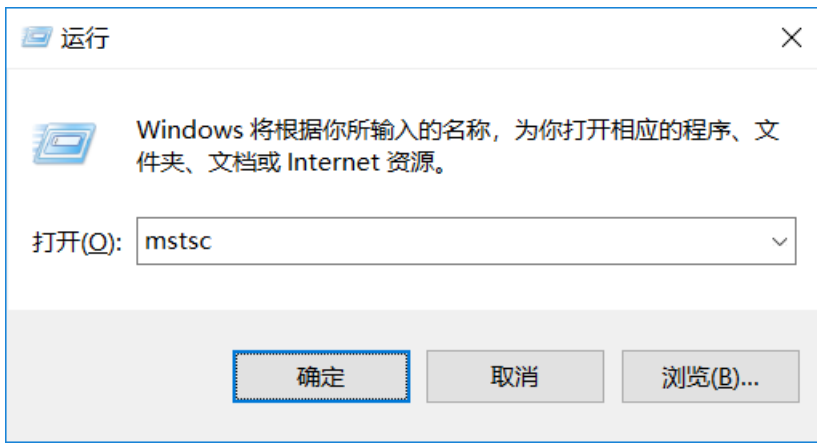 运行
Windows 将根据你所输入的名称，为你打开相应的程序、文
件夹、文档或 Internet 资源。
打开(O): mstsc
确定 取消 浏览(B)...